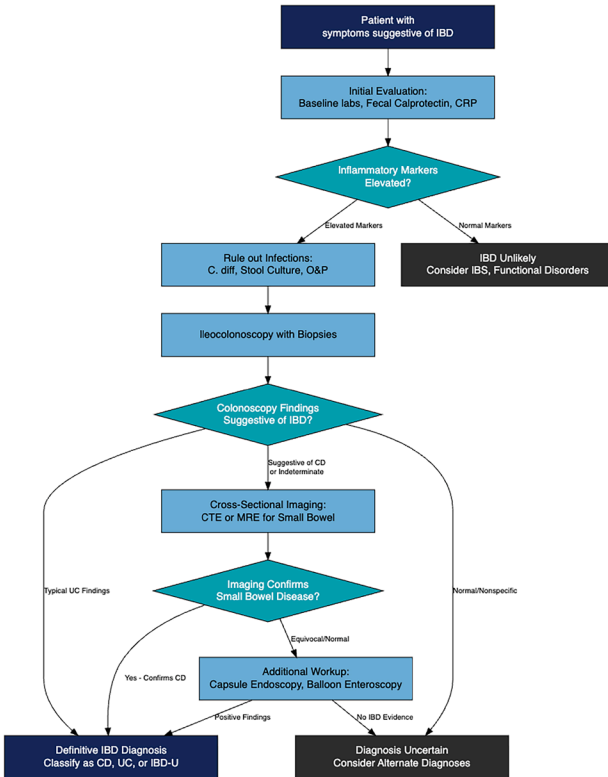 Patient with
symptoms suggestive of IBD
Initial Evaluation:
Baseline labs, Fecal Calprotectin, CRP
Inflammatory Markers
Elevated?
Elevated Markers
Normal Markers
Rule out Infections:
C. diff, Stool Culture, O&P
IBD Unlikely
Consider IBS, Functional Disorders
Ileocolonoscopy with Biopsies
Colonoscopy Findings
Suggestive of IBD?
Suggestive of CD
or Indeterminate
Cross-Sectional Imaging:
CTE or MRE for Small Bowel
Typical UC Findings
Imaging Confirms
Small Bowel Disease?
Normal/Nonspecific
Equivocal/Normal
Yes - Confirms CD
Additional Workup:
Capsule Endoscopy, Balloon Enteroscopy
Positive Findings
No IBD Evidence
Definitive IBD Diagnosis
Classify as CD, UC, or IBD-U
Diagnosis Uncertain
Consider Alternate Diagnoses